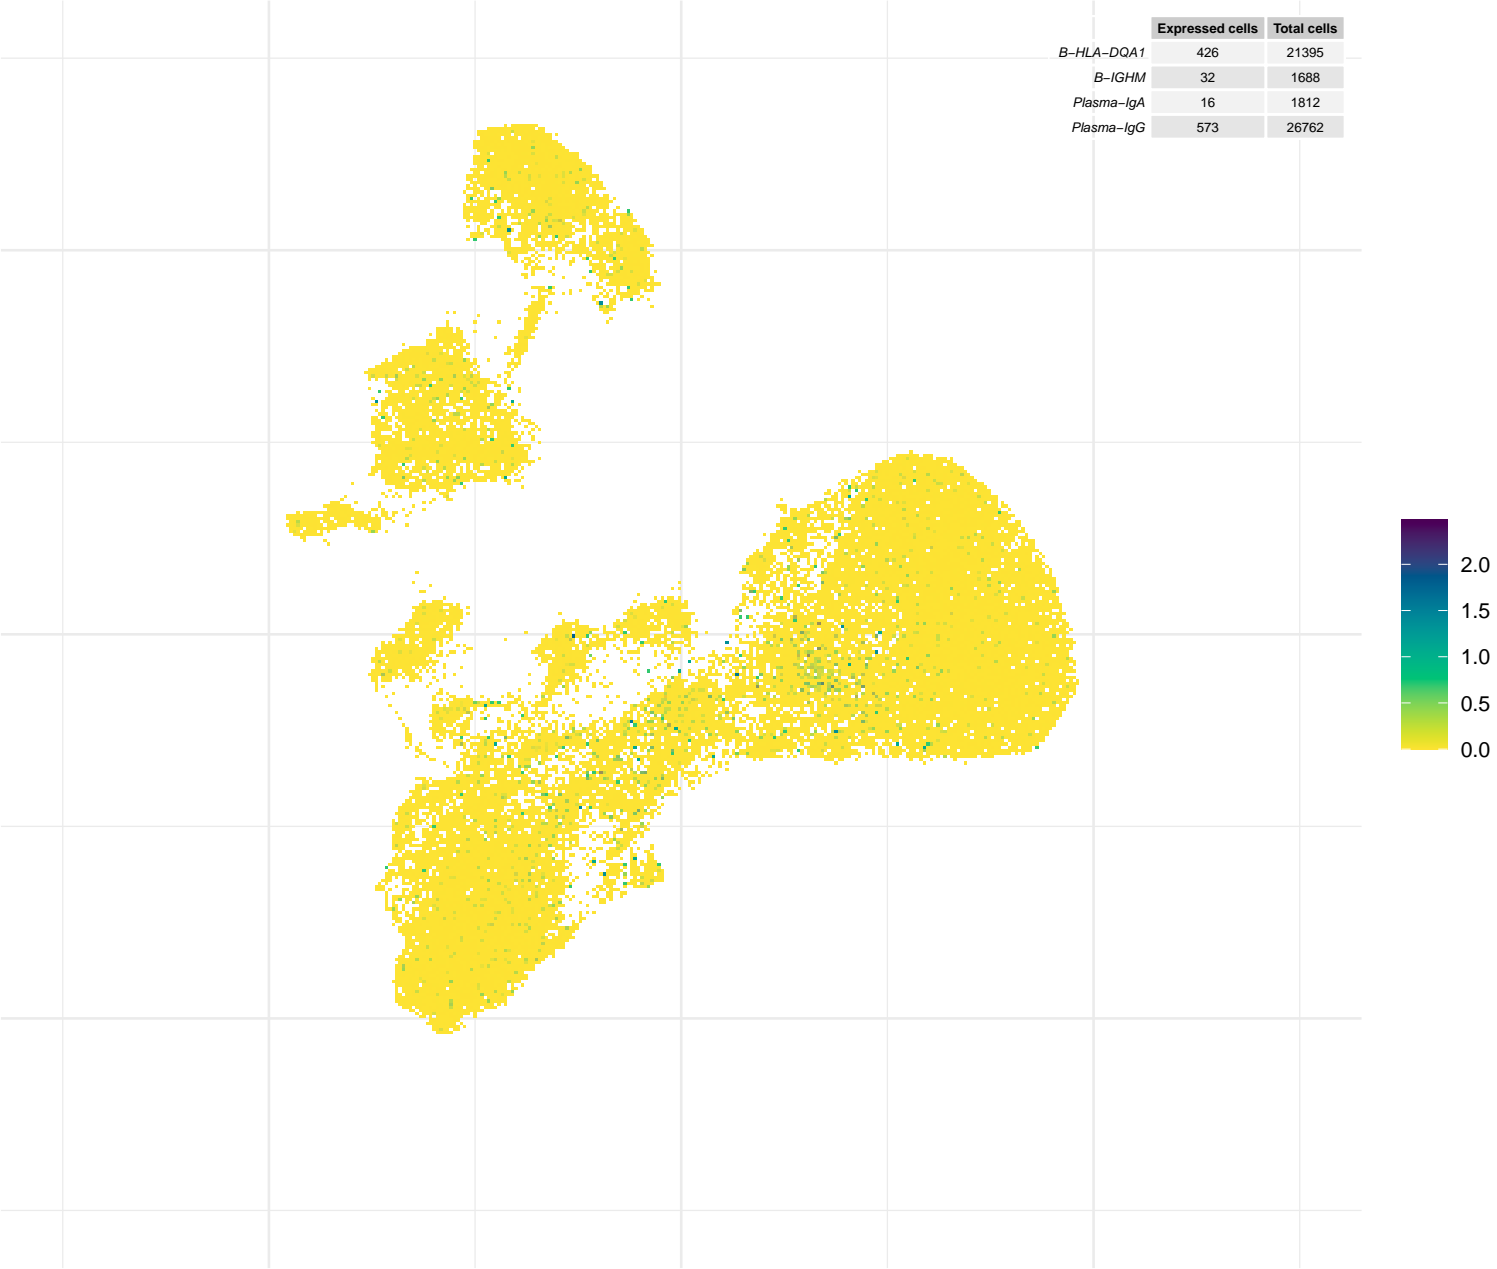 Expressed cells Total cells
B−HLA−DQA1 426 21395
B−IGHM 32 1688
Plasma−IgA 16 1812
Plasma−IgG 573 26762
2.0
1.5
1.0
0.5
0.0